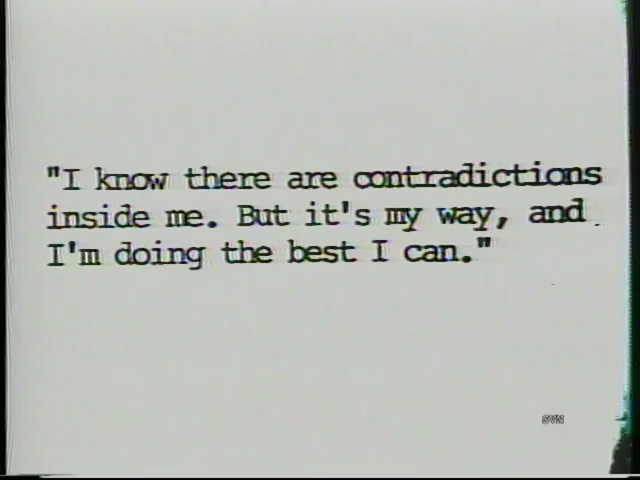 "I know there are contradictions
inside me. But it's my way, and
I'm doing the best I can."
SVN